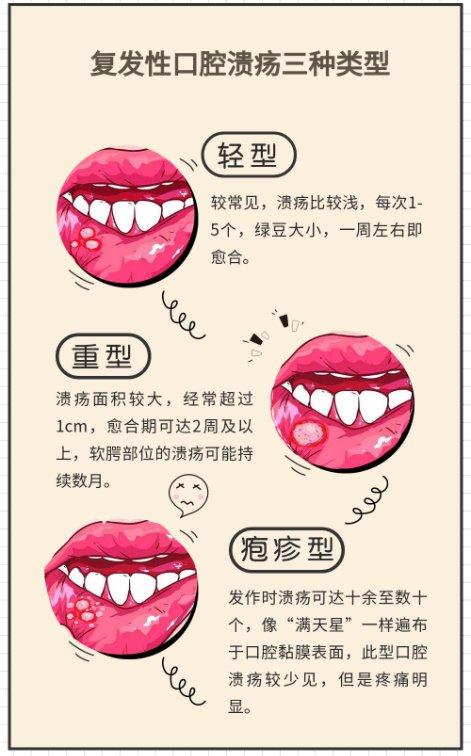 复发性口腔溃疡三种类型
轻型
较常见，溃疡比较浅，每次1-
5个，绿豆大小，一周左右即
愈合。
重型
溃疡面积较大，经常超过
1cm，愈合期可达2周及以
上，软腭部位的溃疡可能持
续数月。
疱疹型
发作时溃疡可达十余至数十
个，像“满天星”一样遍布
于口腔黏膜表面，此型口腔
溃疡较少见，但是疼痛明
显。